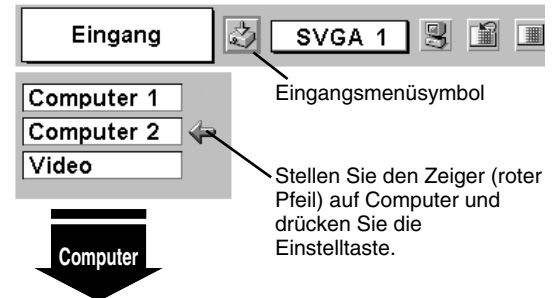 Eingang
SVGA 1
Eingangsmenüsymbol
Computer 1
Computer 2
Video
Stellen Sie den Zeiger (roter
Pfeil) auf Computer und
drücken Sie die
Einstelltaste.
Computer